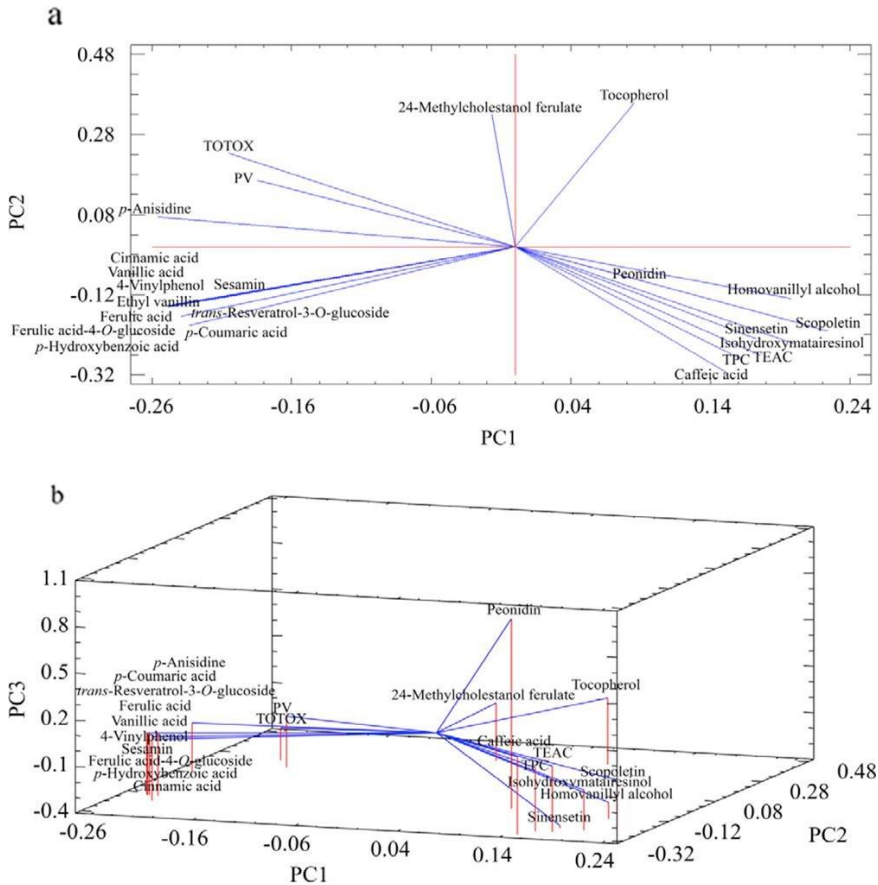 a
0.48
0.28
0.08
-0.12
-0.32
PC2
24-Methylcholestanol ferulate
Tocopherol
TOTOX
PV
p-Anisidine
Cinnamic acid
Vanillic acid
4-Vinylphenol
Sesamin
Ethyl vanillin
Ferulic acid
trans-Resveratrol-3-O-glucoside
Ferulic acid-4-O-glucoside
p-Coumaric acid
p-Hydroxybenzoic acid
Peonidin
Homovanillyl alcohol
Scopoletin
Sinensetin
Isohydroxymatairesinol
TPC
TEAC
Caffeic acid
-0.26
-0.16
-0.06
0.04
0.14
0.24
PC1
b
1.1
0.8
0.5
0.2
-0.1
-0.4
PC3
Peonidin
p-Anisidine
p-Coumaric acid
trans-Resveratrol-3-O-glucoside
Ferulic acid
Vanillic acid
4-Vinylphenol
Sesamin
Ferulic acid-4-O-glucoside
p-Hydroxybenzoic acid
Cinnamic acid
PV
TOTOX
24-Methylcholestanol ferulate
Tocopherol
Caffeic acid
TEAC
TPC
Scopoletin
Isohydroxymatairesinol
Homovanillyl alcohol
Sinensetin
-0.26
-0.16
-0.06
0.04
0.14
0.24
PC1
-0.32
-0.12
0.08
0.28
0.48
PC2